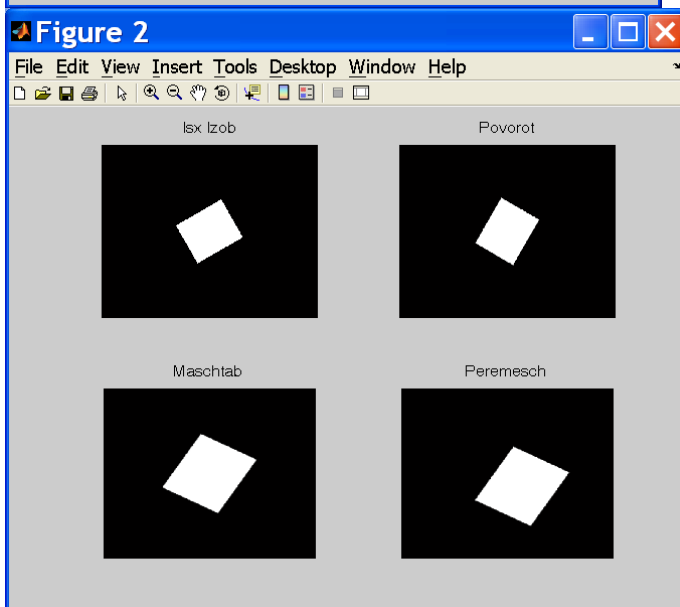 Figure 2
File Edit View Insert Tools Desktop Window Help
Isx Izob
Povorot
Maschtab
Peremesch